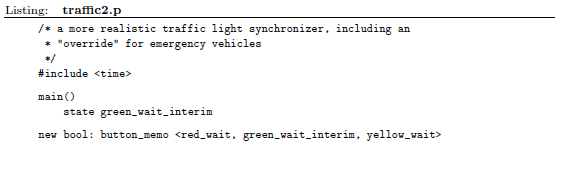 Listing: traffic2.p
/* a more realistic traffic light synchronizer, including an
* "override" for emergency vehicles
*/
#include <time>
main()
state green_wait_interim
new bool: button_memo <red_wait, green_wait_interim, yellow_wait>